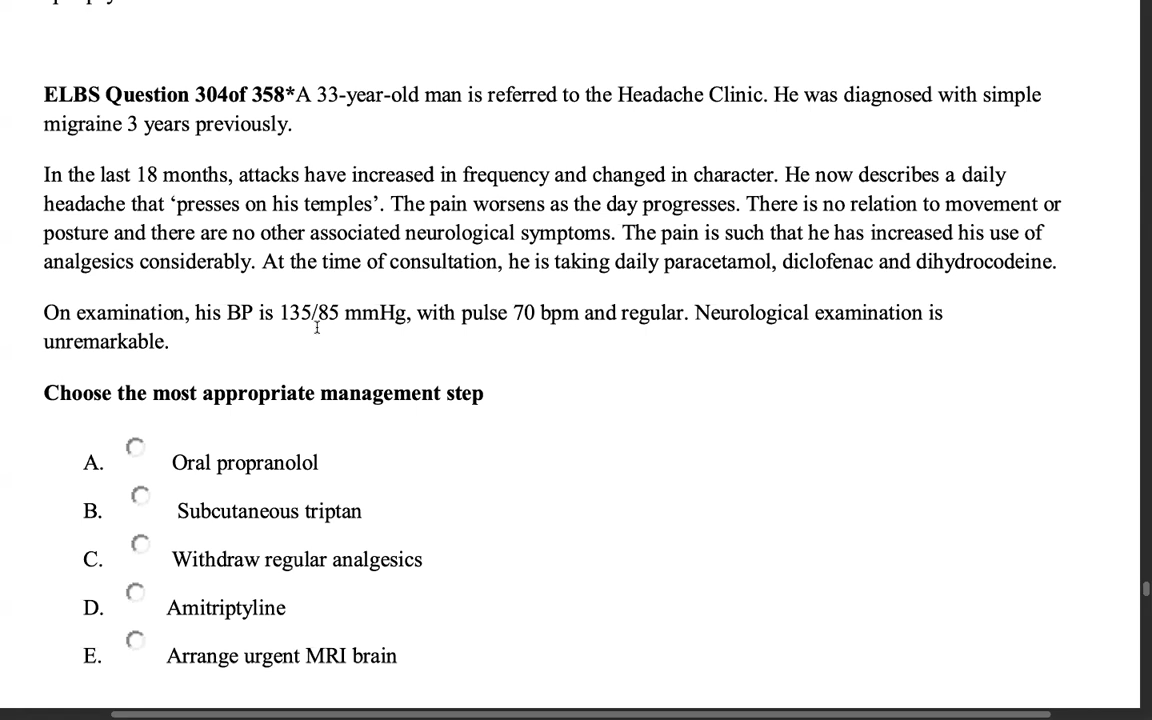 ELBS Question 304of 358*A 33-year-old man is referred to the Headache Clinic. He was diagnosed with simple
migraine 3 years previously.
In the last 18 months, attacks have increased in frequency and changed in character. He now describes a daily
headache that ‘presses on his temples’. The pain worsens as the day progresses. There is no relation to movement or
posture and there are no other associated neurological symptoms. The pain is such that he has increased his use of
analgesics considerably. At the time of consultation, he is taking daily paracetamol, diclofenac and dihydrocodeine.
On examination, his BP is 135/85 mmHg, with pulse 70 bpm and regular. Neurological examination is
unremarkable.
Choose the most appropriate management step
A. Oral propranolol
B. Subcutaneous triptan
C. Withdraw regular analgesics
D. Amitriptyline
E. Arrange urgent MRI brain